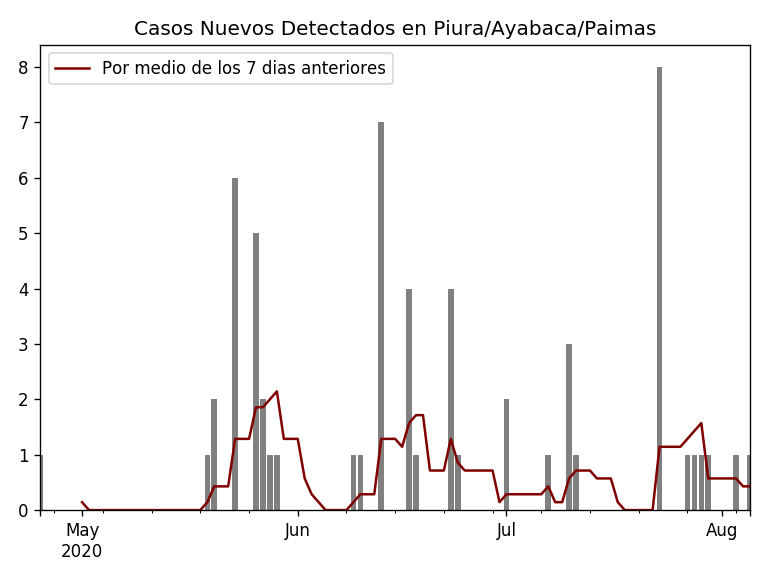 Casos Nuevos Detectados en Piura/Ayabaca/Paimas
Por medio de los 7 dias anteriores
8
7
6
5
4
3
2
1
0
May
2020
Jun
Jul
Aug